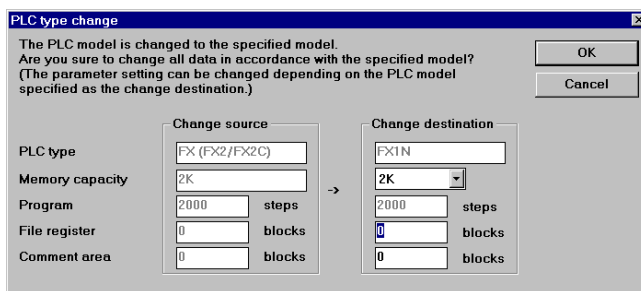 PLC type change
The PLC model is changed to the specified model.
Are you sure to change all data in accordance with the specified model?
(The parameter setting can be changed depending on the PLC model
specified as the change destination.)
OK
Cancel
Change source
Change destination
PLC type
FX (FX2/FX2C)
FX1N
Memory capacity
2K
->
2K
Program
2000
steps
2000
steps
File register
0
blocks
0
blocks
Comment area
0
blocks
0
blocks